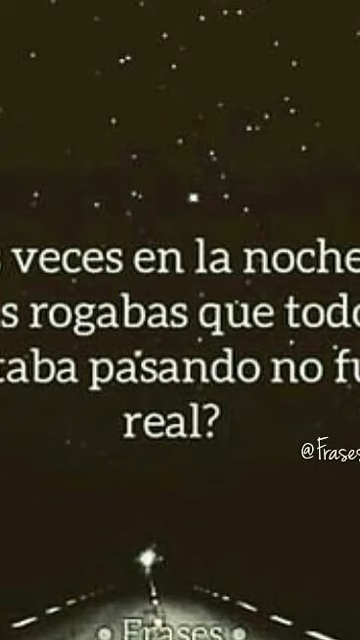 s veces en la noche
s rogabas que todo
taba pasando no fu
real?
@Frases
• Frases •